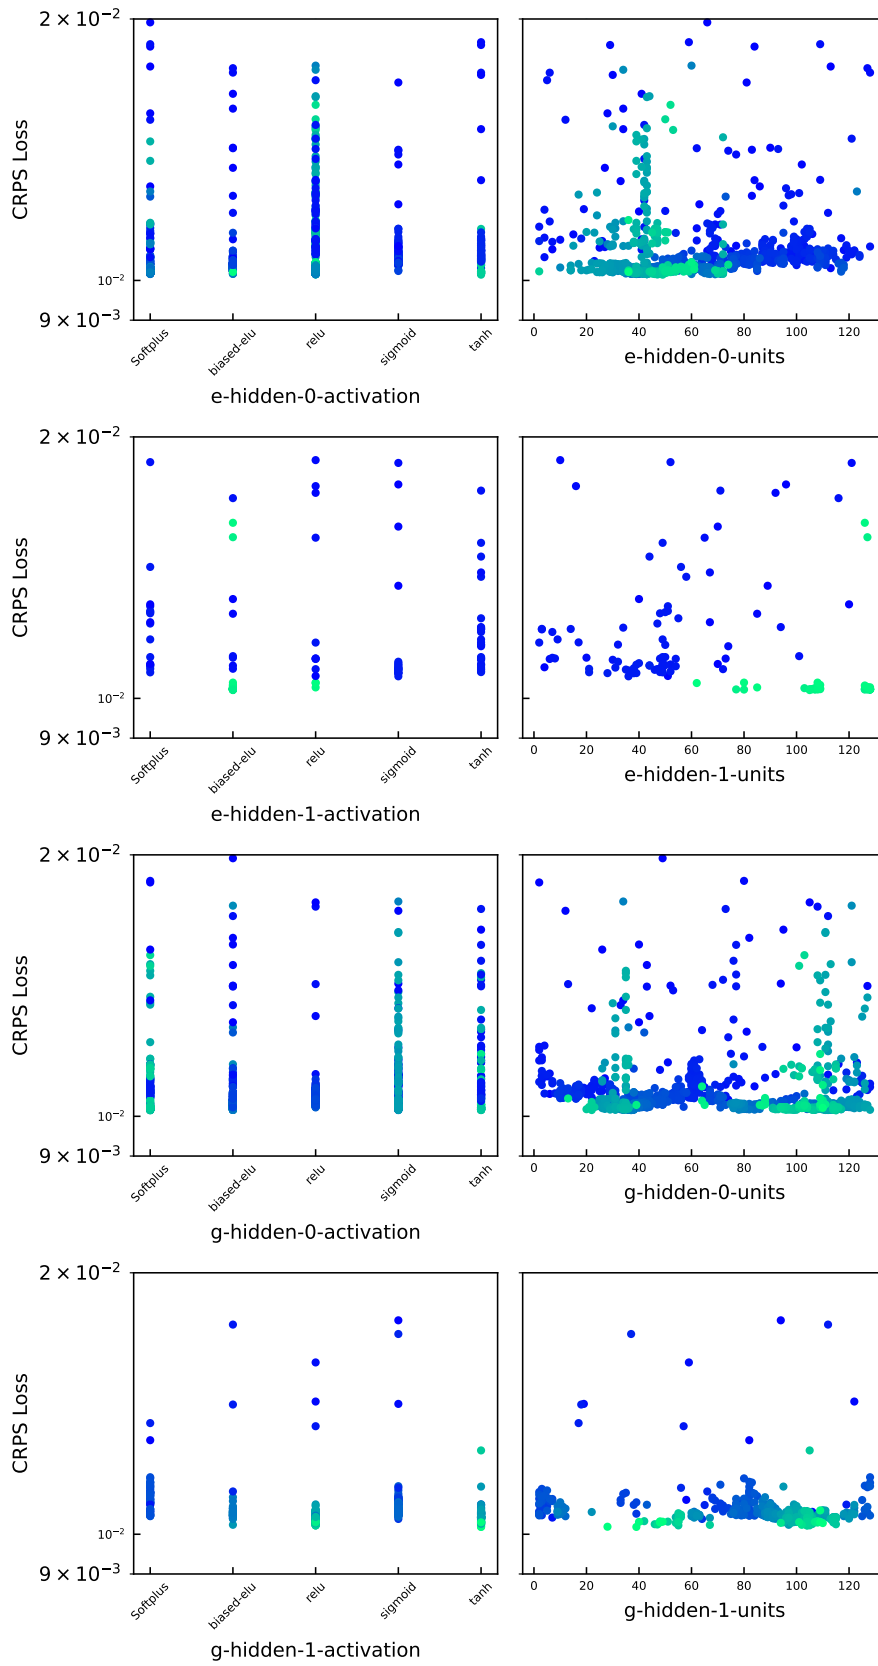 2 × 10⁻²
CRPS Loss
10⁻²
9 × 10⁻³
Softplus biased-elu relu sigmoid tanh
0 20 40 60 80 100 120
e-hidden-0-activation
e-hidden-0-units
2 × 10⁻²
CRPS Loss
10⁻²
9 × 10⁻³
Softplus biased-elu relu sigmoid tanh
0 20 40 60 80 100 120
e-hidden-1-activation
e-hidden-1-units
2 × 10⁻²
CRPS Loss
10⁻²
9 × 10⁻³
Softplus biased-elu relu sigmoid tanh
0 20 40 60 80 100 120
g-hidden-0-activation
g-hidden-0-units
2 × 10⁻²
CRPS Loss
10⁻²
9 × 10⁻³
Softplus biased-elu relu sigmoid tanh
0 20 40 60 80 100 120
g-hidden-1-activation
g-hidden-1-units